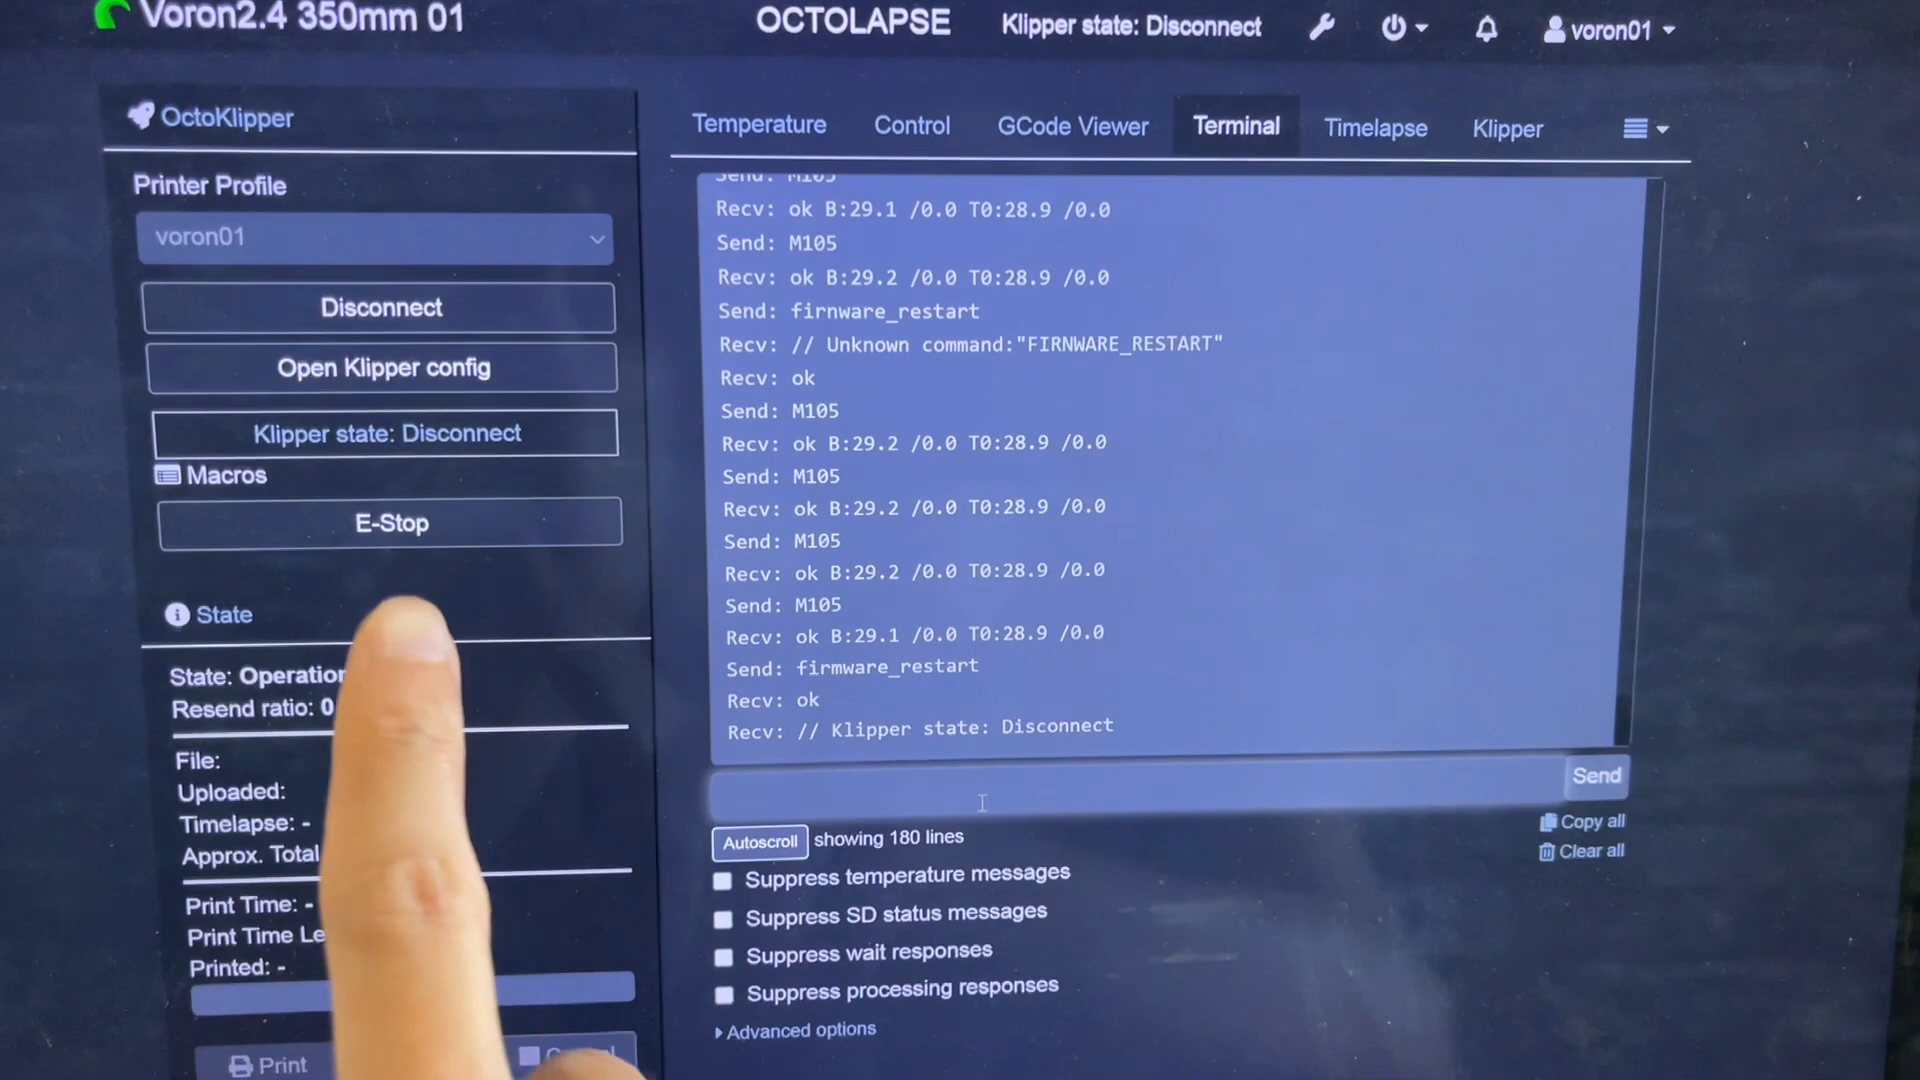 Voron2.4 350mm 01
OCTOLAPSE
Klipper state: Disconnect
voron01
OctoKlipper
Printer Profile
voron01
Disconnect
Open Klipper config
Klipper state: Disconnect
Macros
E-Stop
State
State: Operation
Resend ratio: 0
File:
Uploaded:
Timelapse: -
Approx. Total
Print Time: -
Print Time Le
Printed: -
Print
Temperature
Control
GCode Viewer
Terminal
Timelapse
Klipper
Send: M105
Recv: ok B:29.1 /0.0 T0:28.9 /0.0
Send: M105
Recv: ok B:29.2 /0.0 T0:28.9 /0.0
Send: firnware_restart
Recv: // Unknown command:"FIRNWARE_RESTART"
Recv: ok
Send: M105
Recv: ok B:29.2 /0.0 T0:28.9 /0.0
Send: M105
Recv: ok B:29.2 /0.0 T0:28.9 /0.0
Send: M105
Recv: ok B:29.2 /0.0 T0:28.9 /0.0
Send: M105
Recv: ok B:29.1 /0.0 T0:28.9 /0.0
Send: firmware_restart
Recv: ok
Recv: // Klipper state: Disconnect
Send
Autoscroll
showing 180 lines
Copy all
Clear all
Suppress temperature messages
Suppress SD status messages
Suppress wait responses
Suppress processing responses
Advanced options